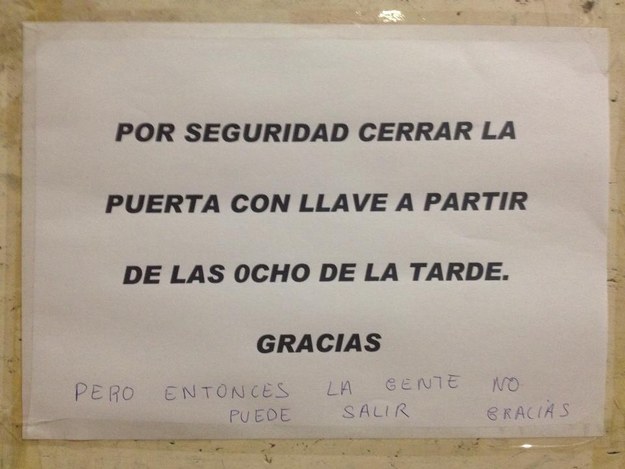 POR SEGURIDAD CERRAR LA
PUERTA CON LLAVE A PARTIR
DE LAS 0CHO DE LA TARDE.
GRACIAS
PERO ENTONCES LA GENTE NO
PUEDE SALIR GRACIAS